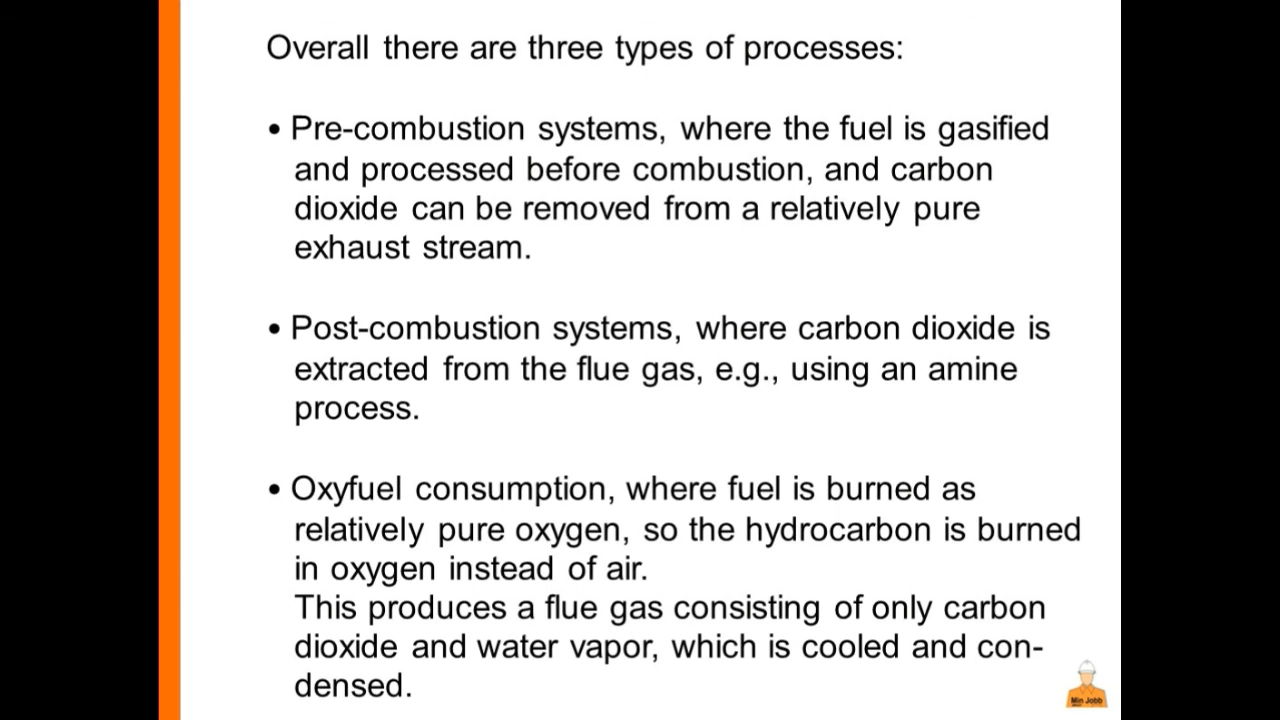 Overall there are three types of processes:
• Pre-combustion systems, where the fuel is gasified
and processed before combustion, and carbon
dioxide can be removed from a relatively pure
exhaust stream.
• Post-combustion systems, where carbon dioxide is
extracted from the flue gas, e.g., using an amine
process.
• Oxyfuel consumption, where fuel is burned as
relatively pure oxygen, so the hydrocarbon is burned
in oxygen instead of air.
This produces a flue gas consisting of only carbon
dioxide and water vapor, which is cooled and con-
densed.
Min Jobb